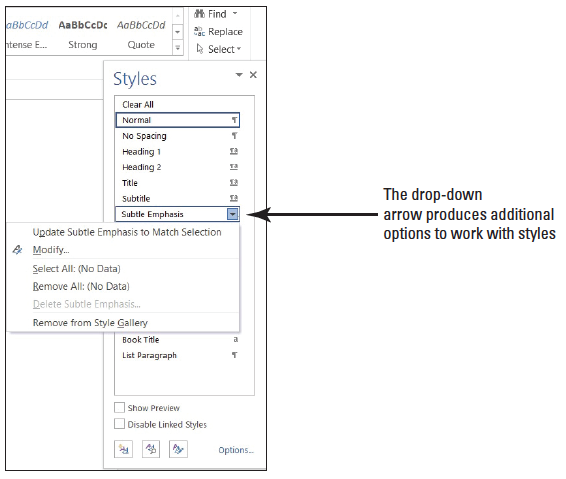 aBbCcDd AaBbCcDc AaBbCcDd
ntense E... Strong Quote
Find
Replace
Select
Styles
Clear All
Normal ¶
No Spacing ¶
Heading 1 ¶a
Heading 2 ¶a
Title ¶a
Subtitle ¶a
Subtle Emphasis
Update Subtle Emphasis to Match Selection
Modify...
Select All: (No Data)
Remove All: (No Data)
Delete Subtle Emphasis...
Remove from Style Gallery
Book Title a
List Paragraph ¶
Show Preview
Disable Linked Styles
Options...
The drop-down
arrow produces additional
options to work with styles